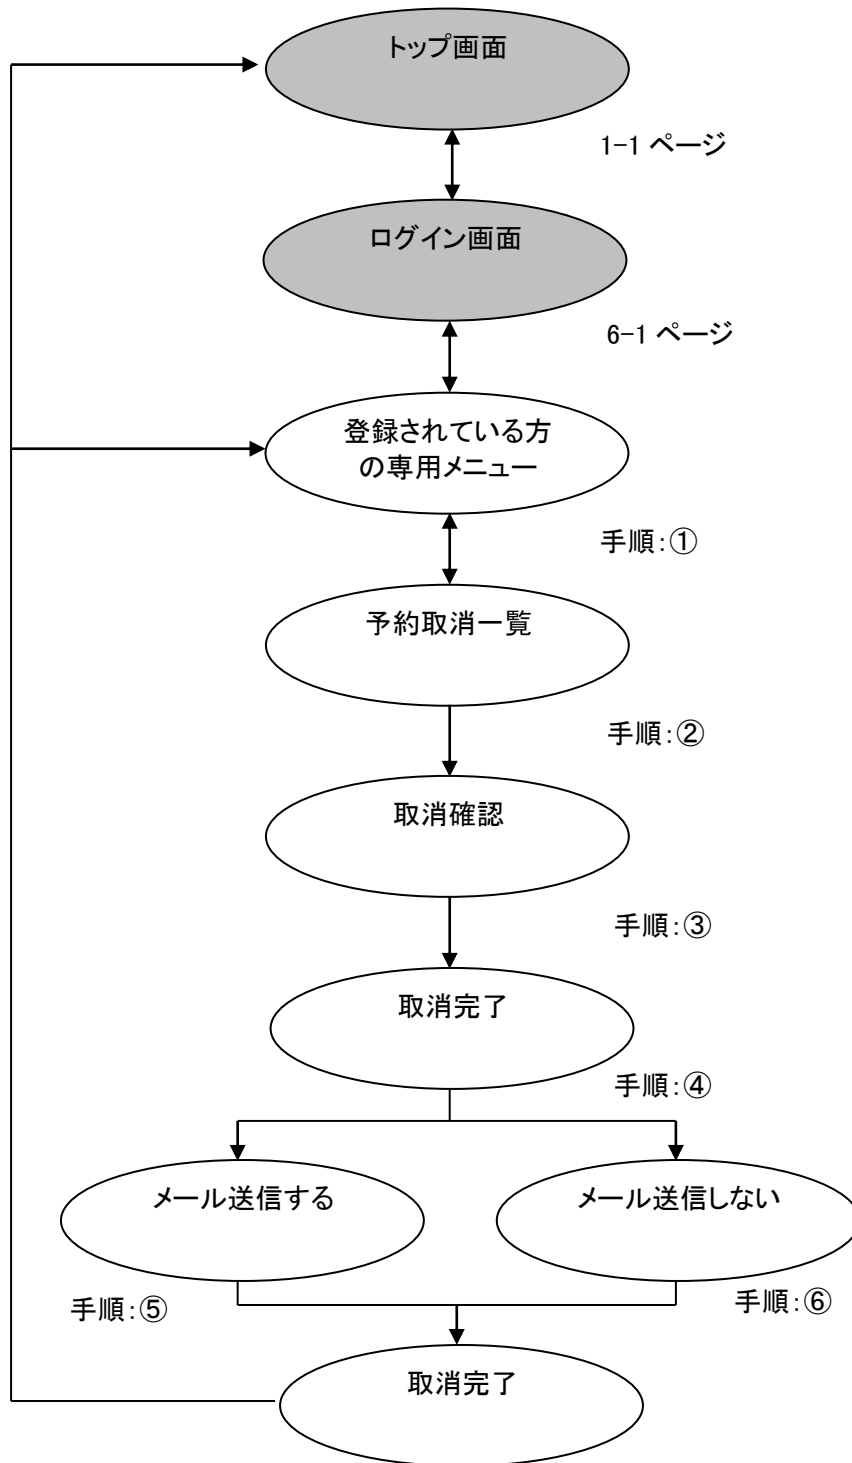 トップ画面
1-1 ページ
ログイン画面
6-1 ページ
登録されている方
の専用メニュー
手順：①
予約取消一覧
手順：②
取消確認
手順：③
取消完了
手順：④
メール送信する
メール送信しない
手順：⑤
手順：⑥
取消完了